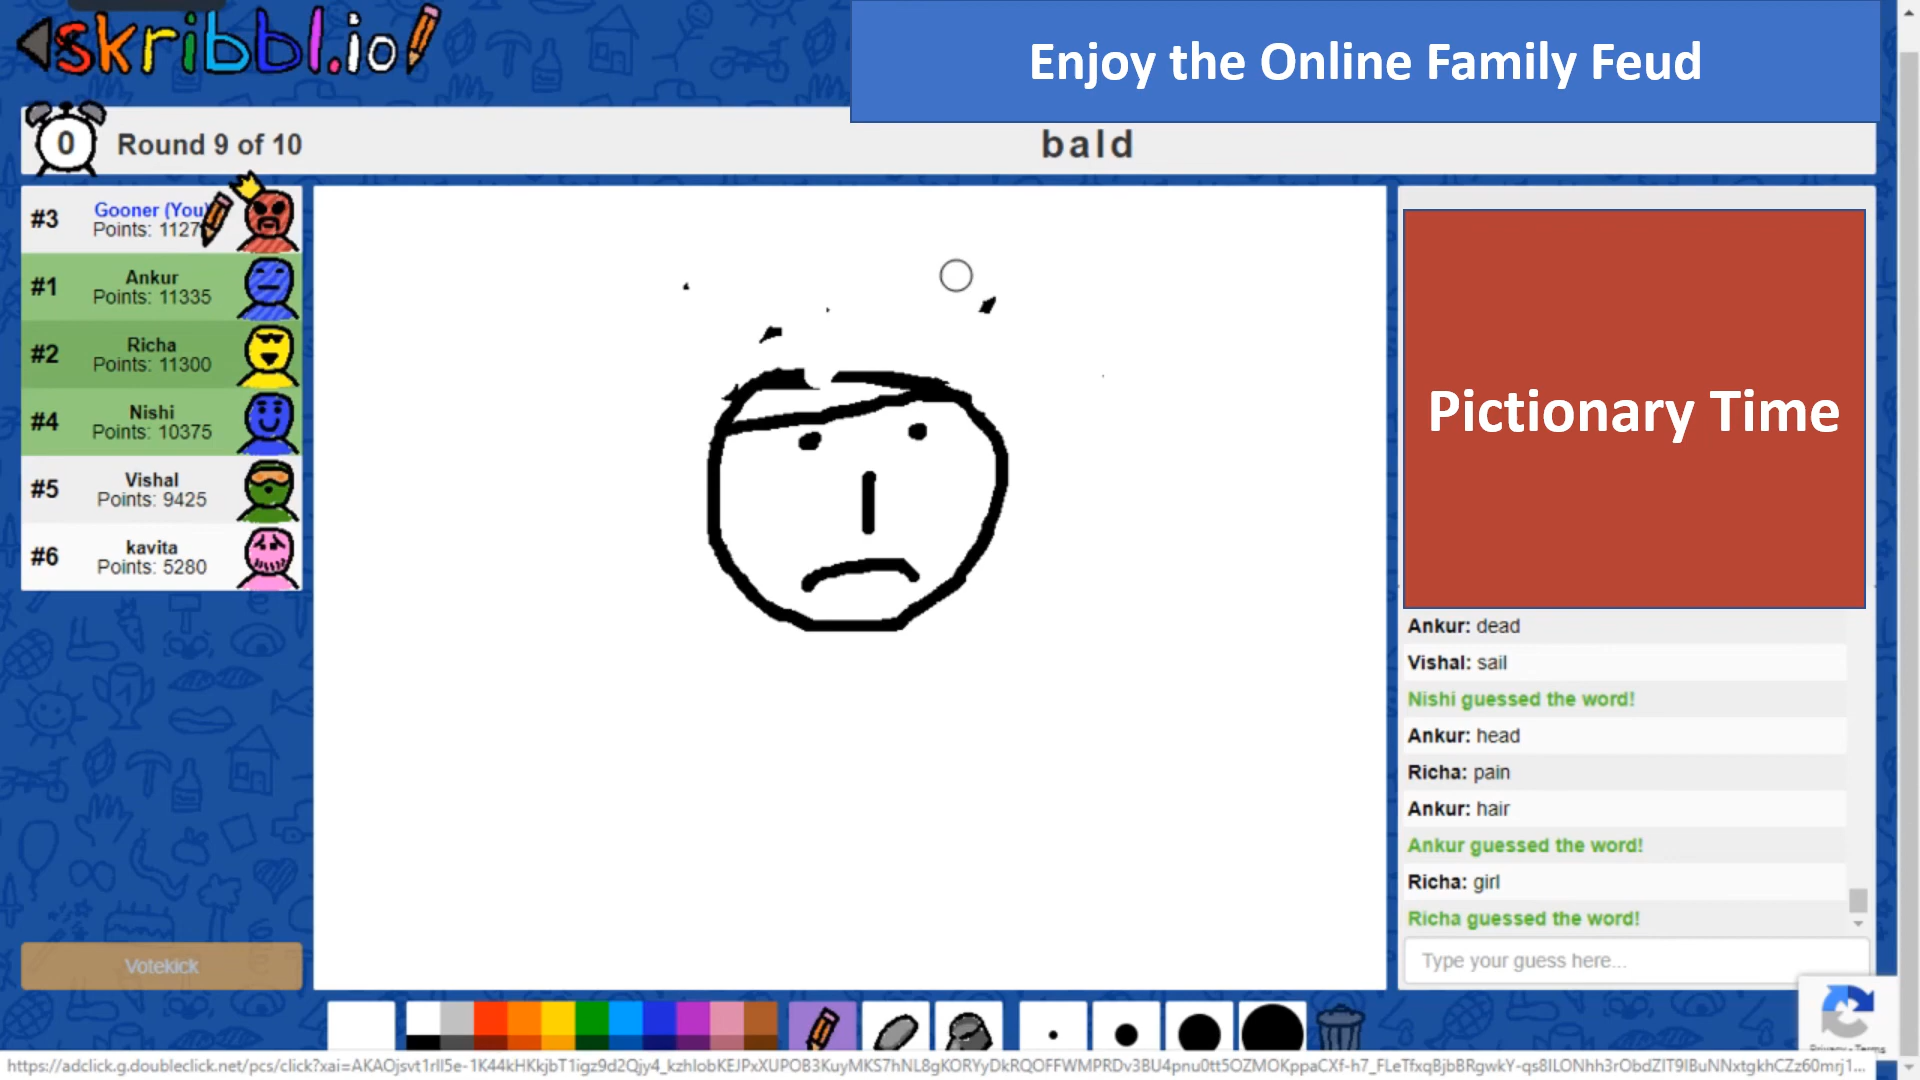 skribbl.io
Enjoy the Online Family Feud
0
Round 9 of 10
bald
#3
Gooner (You)
Points: 1127
#1
Ankur
Points: 11335
#2
Richa
Points: 11300
#4
Nishi
Points: 10375
#5
Vishal
Points: 9425
#6
kavita
Points: 5280
Votekick
Pictionary Time
Ankur: dead
Vishal: sail
Nishi guessed the word!
Ankur: head
Richa: pain
Ankur: hair
Ankur guessed the word!
Richa: girl
Richa guessed the word!
Type your guess here...
Privacy - Terms